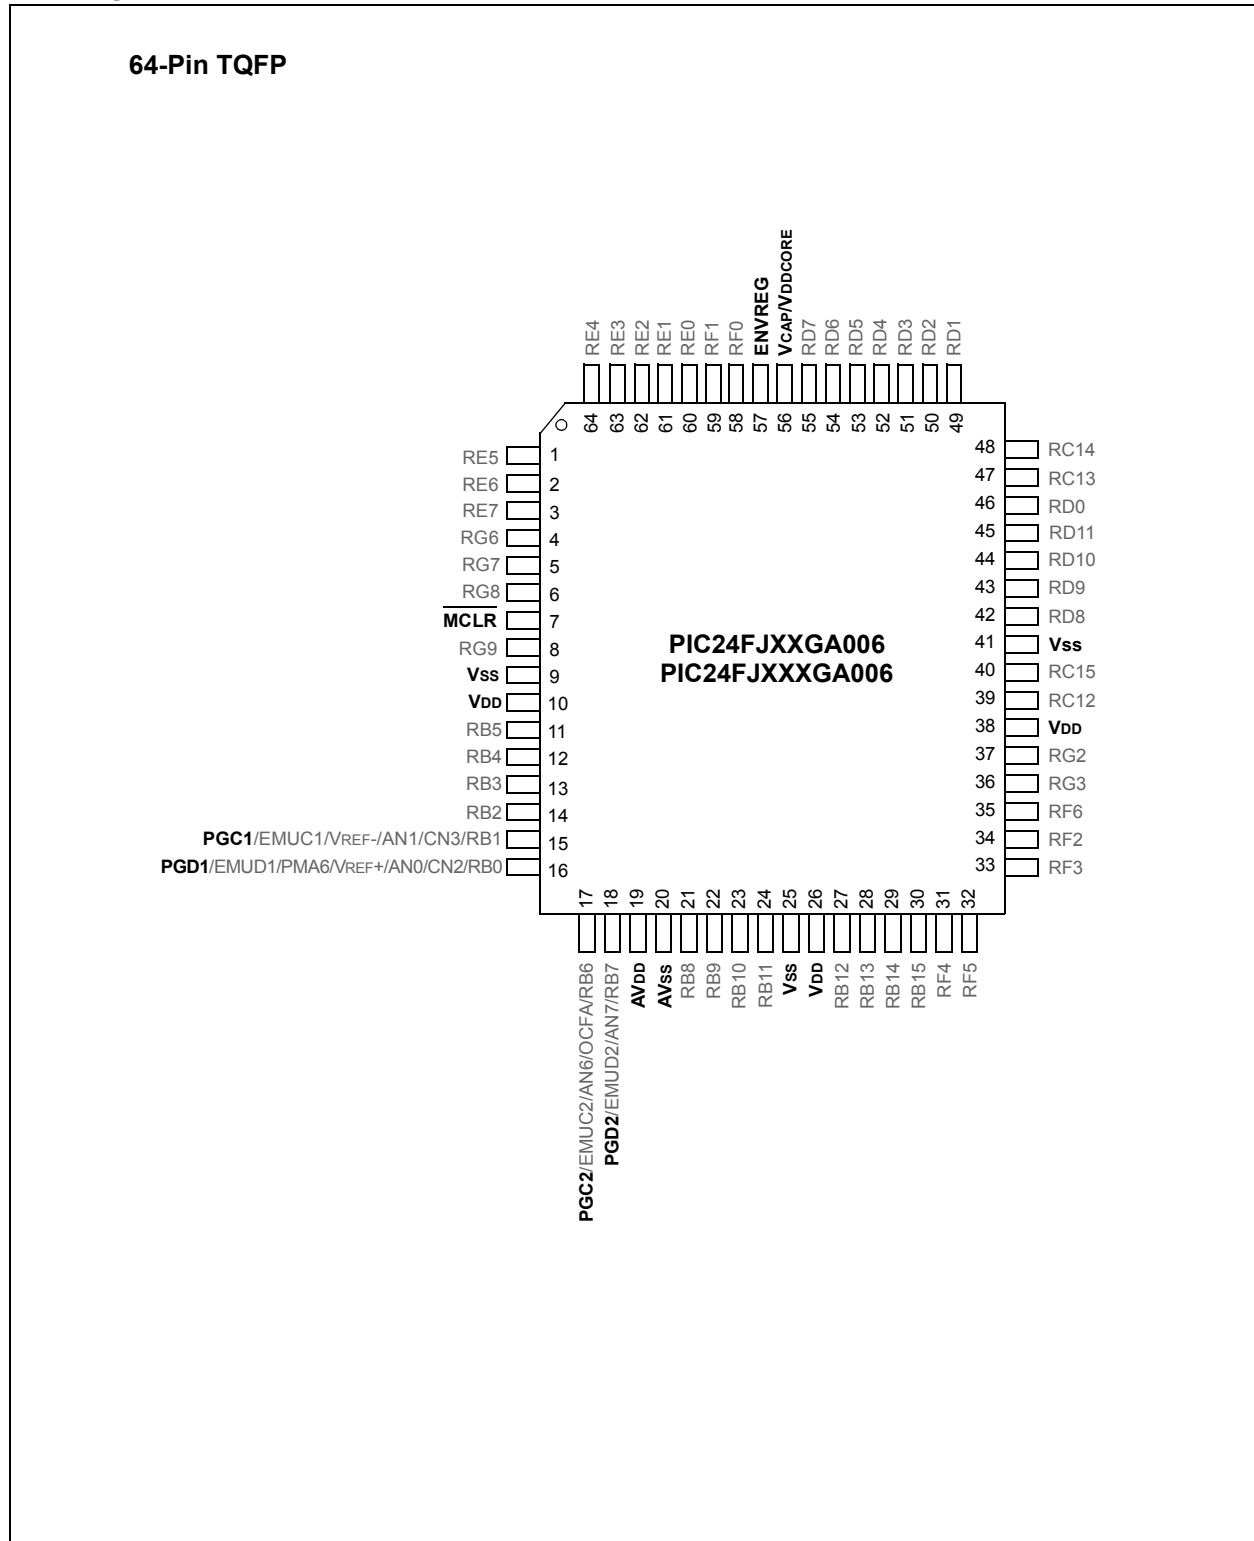 64-Pin TQFP
RE4
RE3
RE2
RE1
RE0
RF1
RF0
ENVREG
VCAP/VDDCORE
RD7
RD6
RD5
RD4
RD3
RD2
RD1
64
63
62
61
60
59
58
57
56
55
54
53
52
51
50
49
RE5 1
RE6 2
RE7 3
RG6 4
RG7 5
RG8 6
MCLR 7
RG9 8
VSS 9
VDD 10
RB5 11
RB4 12
RB3 13
RB2 14
PGC1/EMUC1/VREF-/AN1/CN3/RB1 15
PGD1/EMUD1/PMA6/VREF+/AN0/CN2/RB0 16
PIC24FJXXGA006
PIC24FJXXXGA006
48 RC14
47 RC13
46 RD0
45 RD11
44 RD10
43 RD9
42 RD8
41 VSS
40 RC15
39 RC12
38 VDD
37 RG2
36 RG3
35 RF6
34 RF2
33 RF3
17
18
19
20
21
22
23
24
25
26
27
28
29
30
31
32
PGC2/EMUC2/AN6/OCFA/RB6
PGD2/EMUD2/AN7/RB7
AVDD
AVSS
RB8
RB9
RB10
RB11
VSS
VDD
RB12
RB13
RB14
RB15
RF4
RF5